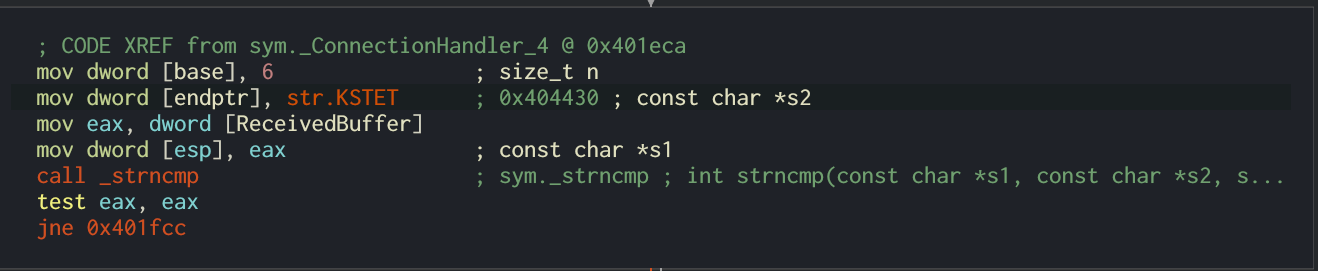 ; CODE XREF from sym._ConnectionHandler_4 @ 0x401eca
mov dword [base], 6 ; size_t n
mov dword [endptr], str.KSTET ; 0x404430 ; const char *s2
mov eax, dword [ReceivedBuffer]
mov dword [esp], eax ; const char *s1
call _strncmp ; sym._strncmp ; int strncmp(const char *s1, const char *s2, s...
test eax, eax
jne 0x401fcc